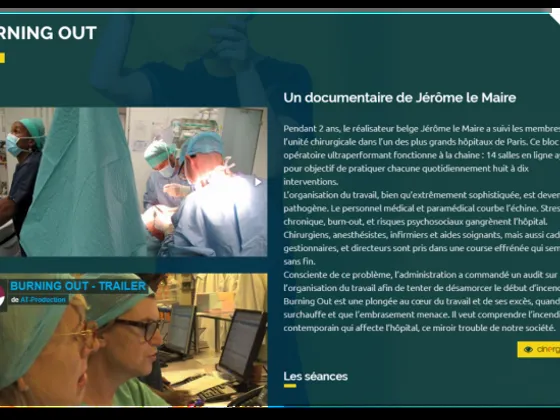 RNING OUT
Un documentaire de Jérôme le Maire
Pendant 2 ans, le réalisateur belge Jérôme le Maire a suivi les membre
l'unité chirurgicale dans l'un des plus grands hôpitaux de Paris. Ce bloc
opératoire ultraperformant fonctionne à la chaine : 14 salles en ligne a
pour objectif de pratiquer chacune quotidiennement huit à dix
interventions.
L'organisation du travail, bien qu'extrêmement sophistiquée, est dever
pathogène. Le personnel médical et paramédical courbe l'échine. Stres
chronique, burn-out, et risques psychosociaux gangrènent l'hôpital.
Chirurgiens, anesthésistes, infirmiers et aides soignants, mais aussi cad
gestionnaires, et directeurs sont pris dans une course effrénée qui sem
sans fin.
Consciente de ce problème, l'administration a commandé un audit sur
l'organisation du travail afin de tenter de désamorcer le début d'incend
Burning Out est une plongée au cœur du travail et de ses excès, quand
surchauffe et que l'embrasement menace. Il veut comprendre l'incendi
contemporain qui affecte l'hôpital, ce miroir trouble de notre société.
BURNING OUT - TRAILER
de AT-Production
Les séances